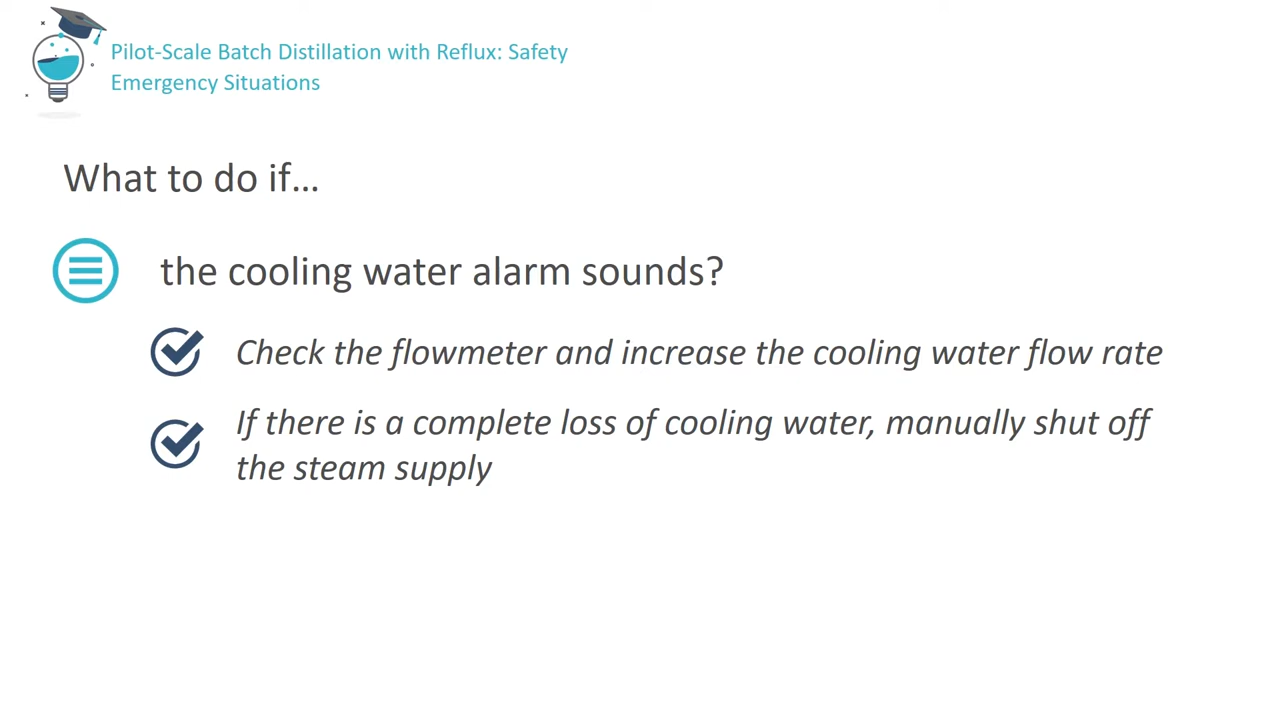 Pilot-Scale Batch Distillation with Reflux: Safety
Emergency Situations
What to do if...
the cooling water alarm sounds?
Check the flowmeter and increase the cooling water flow rate
If there is a complete loss of cooling water, manually shut off
the steam supply